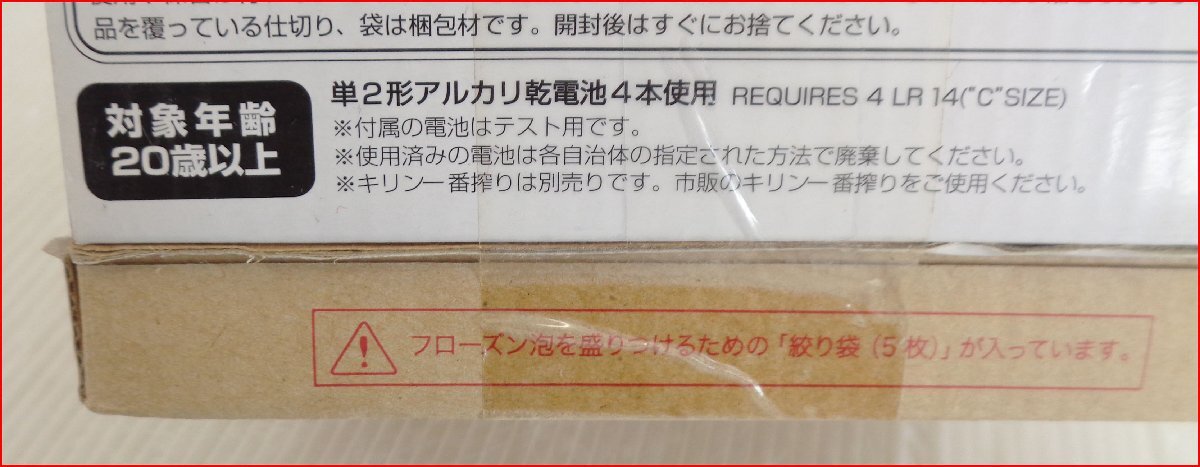 品を覆っている仕切り、袋は梱包材です。開封後はすぐにお捨てください。
対象年齢
20歳以上
単2形アルカリ乾電池4本使用 REQUIRES 4 LR 14("C"SIZE)
※付属の電池はテスト用です。
※使用済みの電池は各自治体の指定された方法で廃棄してください。
※キリン一番搾りは別売りです。市販のキリン一番搾りをご使用ください。
フローズン泡を盛りつけるための「絞り袋（5枚）」が入っています。